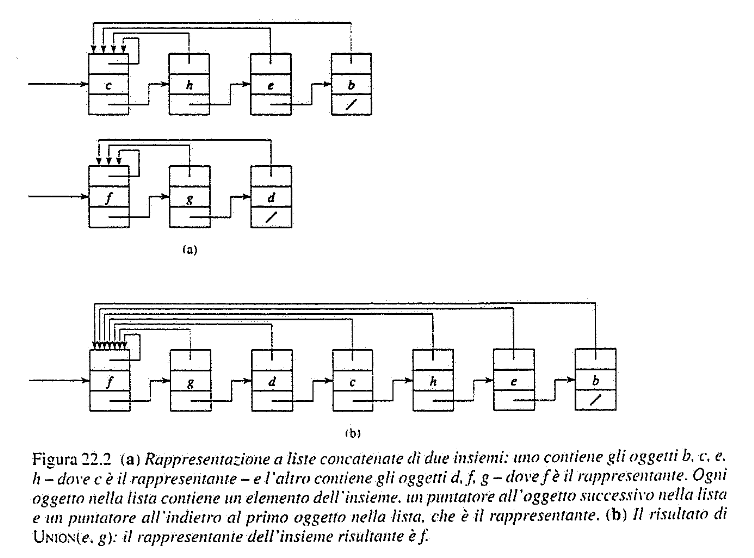 c h e b
f g d
(a)
f g d c h e b
(b)
Figura 22.2 (a) Rappresentazione a liste concatenate di due insiemi: uno contiene gli oggetti b, c, e,
h – dove c è il rappresentante – e l'altro contiene gli oggetti d, f, g – dove f è il rappresentante. Ogni
oggetto nella lista contiene un elemento dell'insieme, un puntatore all'oggetto successivo nella lista
e un puntatore all'indietro al primo oggetto nella lista, che è il rappresentante. (b) Il risultato di
UNION(e, g): il rappresentante dell'insieme risultante è f.